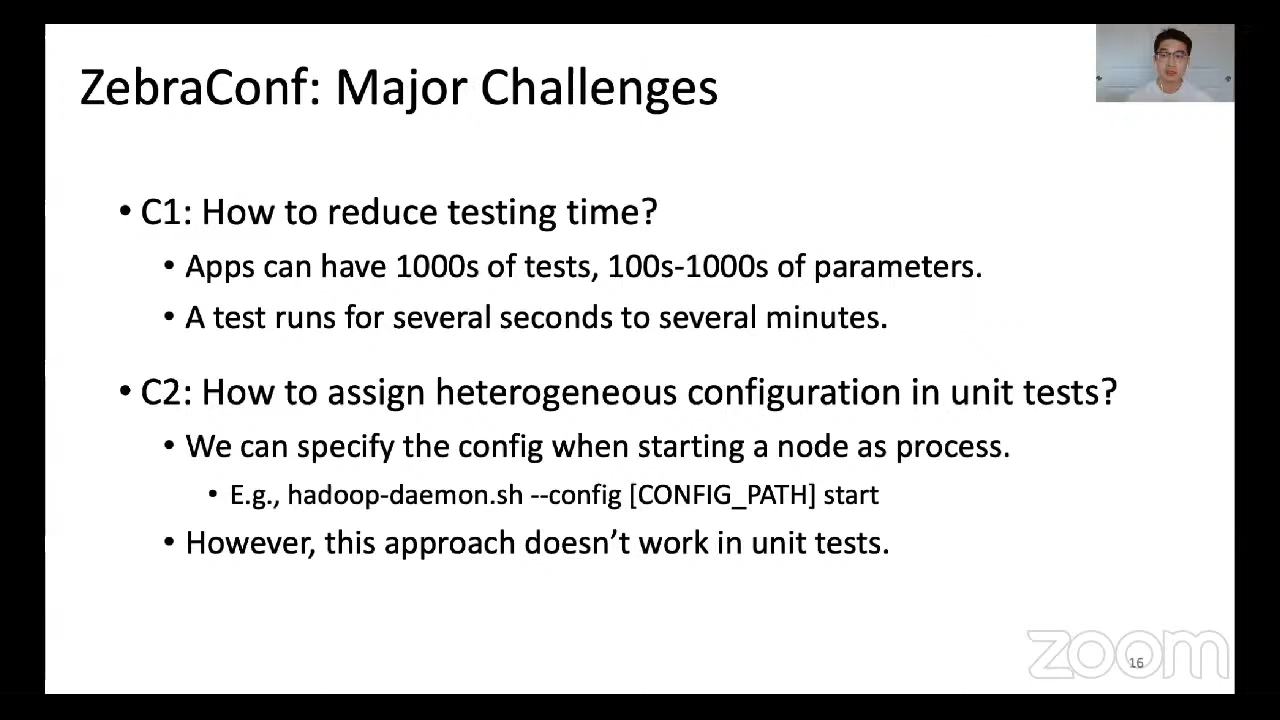 ZebraConf: Major Challenges
• C1: How to reduce testing time?
• Apps can have 1000s of tests, 100s-1000s of parameters.
• A test runs for several seconds to several minutes.
• C2: How to assign heterogeneous configuration in unit tests?
• We can specify the config when starting a node as process.
• E.g., hadoop-daemon.sh --config [CONFIG_PATH] start
• However, this approach doesn’t work in unit tests.
zoom
16